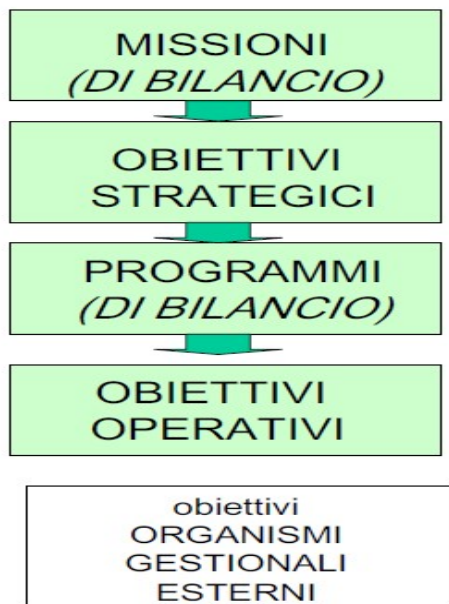 MISSIONI
(DI BILANCIO)
OBIETTIVI
STRATEGICI
PROGRAMMI
(DI BILANCIO)
OBIETTIVI
OPERATIVI
obiettivi
ORGANISMI
GESTIONALI
ESTERNI